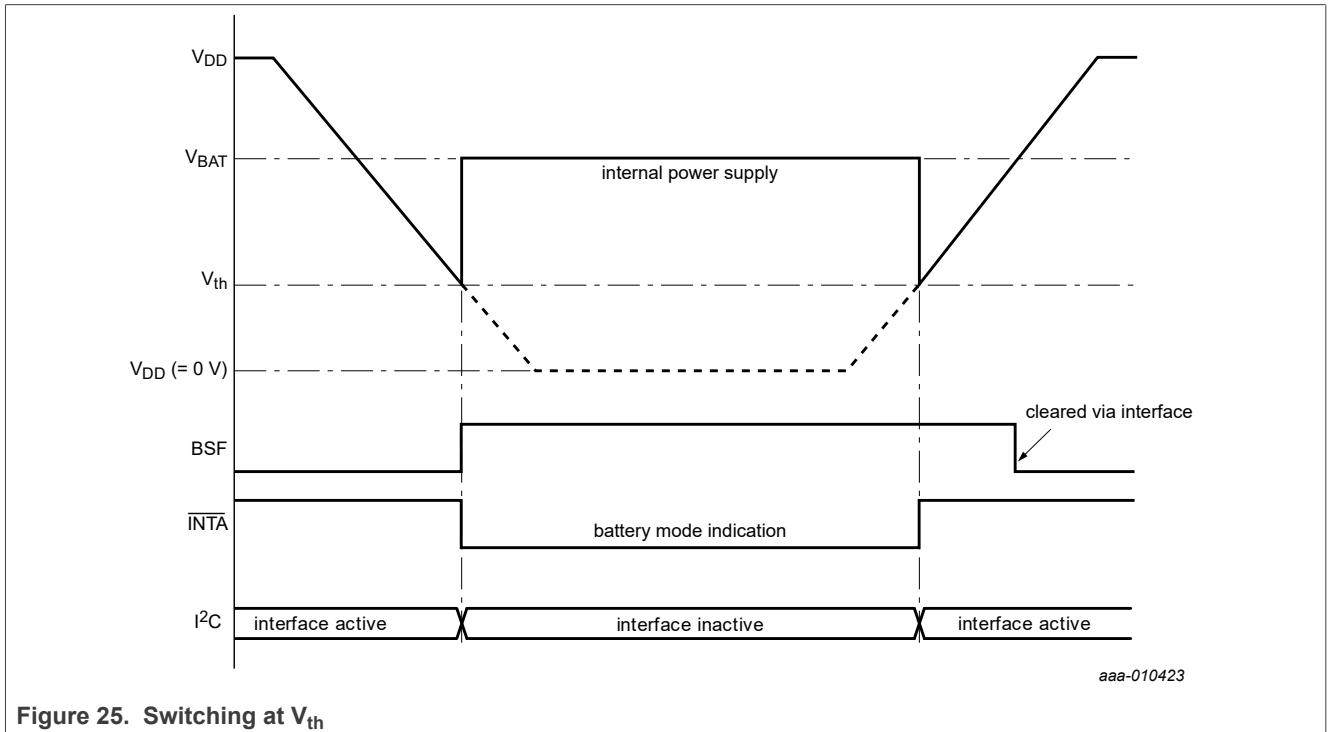 VDD
VBAT
internal power supply
Vth
VDD (= 0 V)
cleared via interface
BSF
INTA
battery mode indication
I2C
interface active
interface inactive
interface active
aaa-010423
Figure 25. Switching at Vth